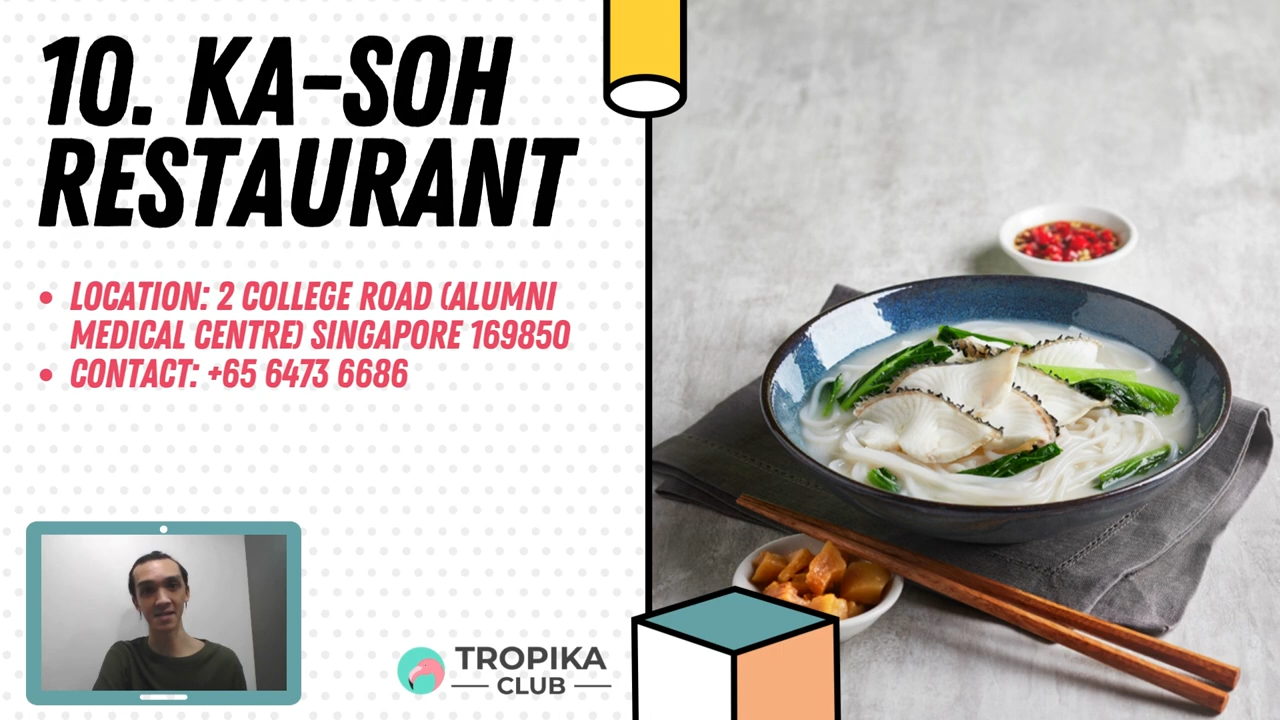 10. KA-SOH
RESTAURANT
LOCATION: 2 COLLEGE ROAD (ALUMNI
MEDICAL CENTRE) SINGAPORE 169850
CONTACT: +65 6473 6686
TROPIKA
CLUB